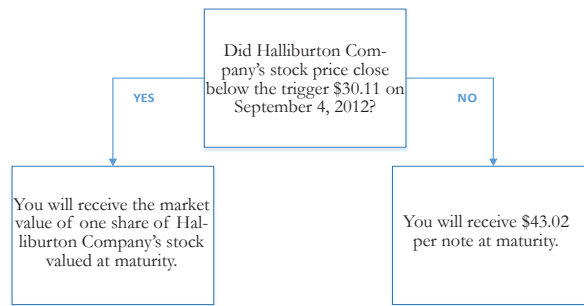 Did Halliburton Com-
pany's stock price close
below the trigger $30.11 on
September 4, 2012?
YES
NO
You will receive the market
value of one share of Hal-
liburton Company's stock
valued at maturity.
You will receive $43.02
per note at maturity.